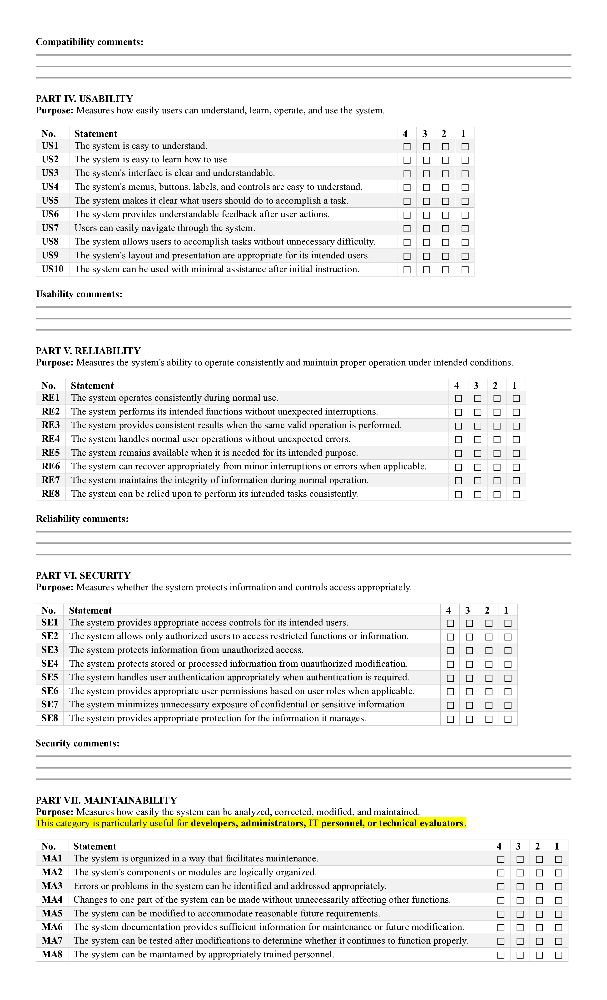 Compatibility comments:
PART IV. USABILITY
Purpose: Measures how easily users can understand, learn, operate, and use the system.
No. Statement 4 3 2 1
US1 The system is easy to understand. ☐ ☐ ☐ ☐
US2 The system is easy to learn how to use. ☐ ☐ ☐ ☐
US3 The system's interface is clear and understandable. ☐ ☐ ☐ ☐
US4 The system's menus, buttons, labels, and controls are easy to understand. ☐ ☐ ☐ ☐
US5 The system makes it clear what users should do to accomplish a task. ☐ ☐ ☐ ☐
US6 The system provides understandable feedback after user actions. ☐ ☐ ☐ ☐
US7 Users can easily navigate through the system. ☐ ☐ ☐ ☐
US8 The system allows users to accomplish tasks without unnecessary difficulty. ☐ ☐ ☐ ☐
US9 The system's layout and presentation are appropriate for its intended users. ☐ ☐ ☐ ☐
US10 The system can be used with minimal assistance after initial instruction. ☐ ☐ ☐ ☐
Usability comments:
PART V. RELIABILITY
Purpose: Measures the system's ability to operate consistently and maintain proper operation under intended conditions.
No. Statement 4 3 2 1
RE1 The system operates consistently during normal use. ☐ ☐ ☐ ☐
RE2 The system performs its intended functions without unexpected interruptions. ☐ ☐ ☐ ☐
RE3 The system provides consistent results when the same valid operation is performed. ☐ ☐ ☐ ☐
RE4 The system handles normal user operations without unexpected errors. ☐ ☐ ☐ ☐
RE5 The system remains available when it is needed for its intended purpose. ☐ ☐ ☐ ☐
RE6 The system can recover appropriately from minor interruptions or errors when applicable. ☐ ☐ ☐ ☐
RE7 The system maintains the integrity of information during normal operation. ☐ ☐ ☐ ☐
RE8 The system can be relied upon to perform its intended tasks consistently. ☐ ☐ ☐ ☐
Reliability comments:
PART VI. SECURITY
Purpose: Measures whether the system protects information and controls access appropriately.
No. Statement 4 3 2 1
SE1 The system provides appropriate access controls for its intended users. ☐ ☐ ☐ ☐
SE2 The system allows only authorized users to access restricted functions or information. ☐ ☐ ☐ ☐
SE3 The system protects information from unauthorized access. ☐ ☐ ☐ ☐
SE4 The system protects stored or processed information from unauthorized modification. ☐ ☐ ☐ ☐
SE5 The system handles user authentication appropriately when authentication is required. ☐ ☐ ☐ ☐
SE6 The system provides appropriate user permissions based on user roles when applicable. ☐ ☐ ☐ ☐
SE7 The system minimizes unnecessary exposure of confidential or sensitive information. ☐ ☐ ☐ ☐
SE8 The system provides appropriate protection for the information it manages. ☐ ☐ ☐ ☐
Security comments:
PART VII. MAINTAINABILITY
Purpose: Measures how easily the system can be analyzed, corrected, modified, and maintained.
This category is particularly useful for developers, administrators, IT personnel, or technical evaluators.
No. Statement 4 3 2 1
MA1 The system is organized in a way that facilitates maintenance. ☐ ☐ ☐ ☐
MA2 The system's components or modules are logically organized. ☐ ☐ ☐ ☐
MA3 Errors or problems in the system can be identified and addressed appropriately. ☐ ☐ ☐ ☐
MA4 Changes to one part of the system can be made without unnecessarily affecting other functions. ☐ ☐ ☐ ☐
MA5 The system can be modified to accommodate reasonable future requirements. ☐ ☐ ☐ ☐
MA6 The system documentation provides sufficient information for maintenance or future modification. ☐ ☐ ☐ ☐
MA7 The system can be tested after modifications to determine whether it continues to function properly. ☐ ☐ ☐ ☐
MA8 The system can be maintained by appropriately trained personnel. ☐ ☐ ☐ ☐